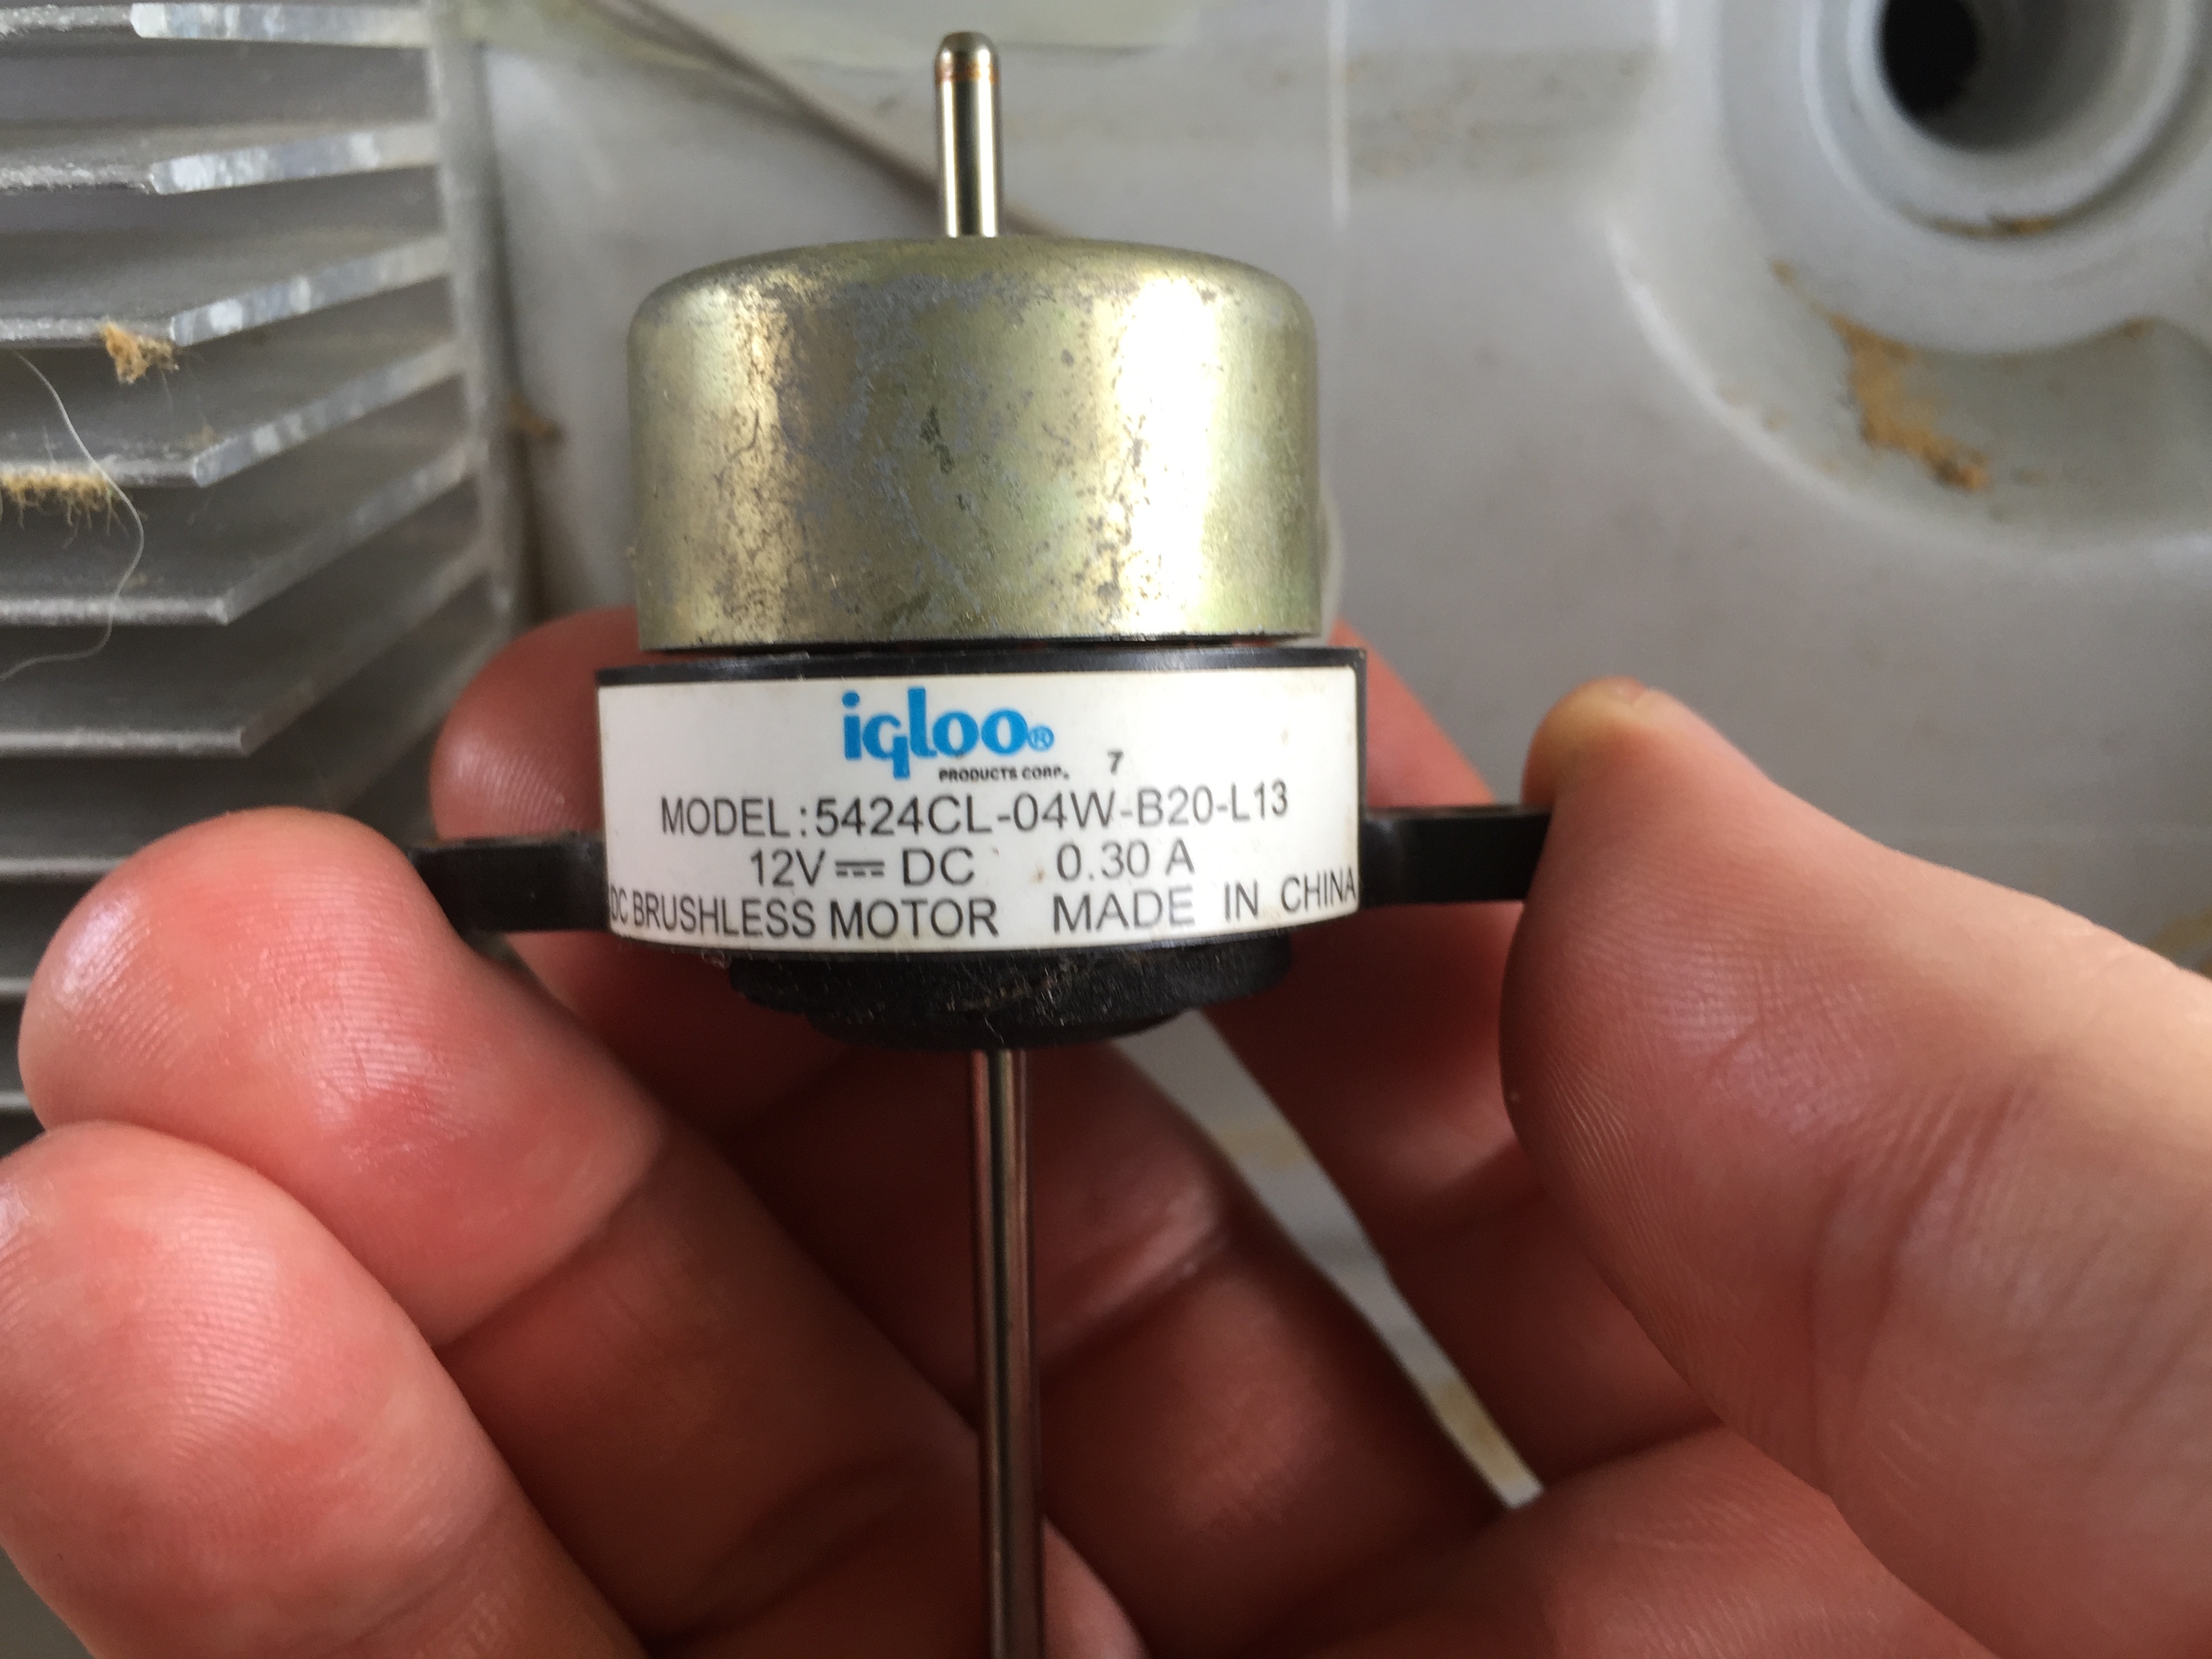 igloo®
PRODUCTS CORP. 7
MODEL:5424CL-04W-B20-L13
12V⎓DC 0.30 A
DC BRUSHLESS MOTOR MADE IN CHINA